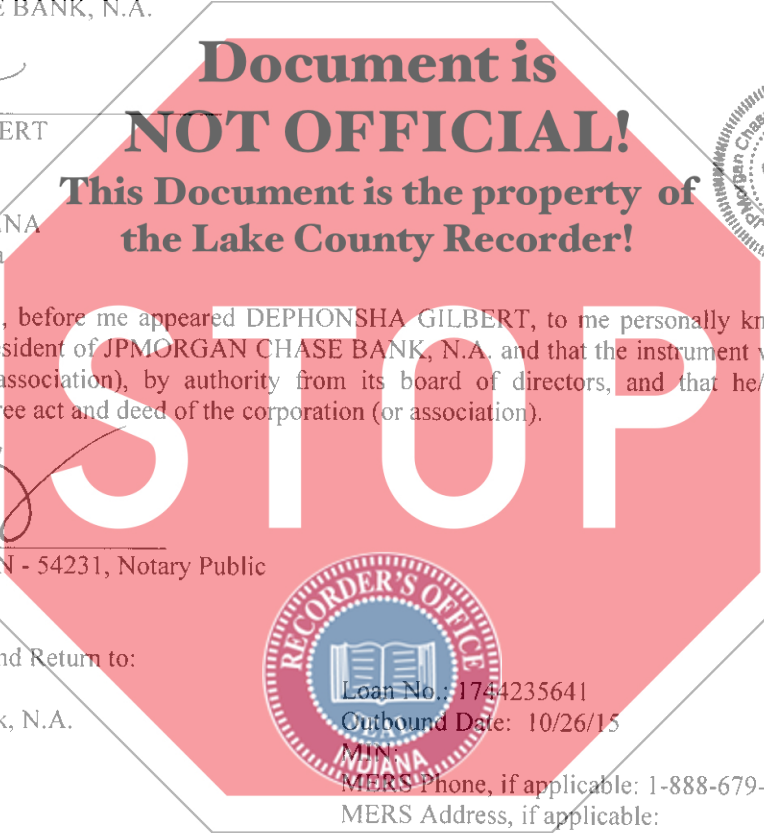 E BANK, N.A.
Document is
NOT OFFICIAL!
ERT
This Document is the property of
the Lake County Recorder!
JPMorgan Chase
NA
, before me appeared DEPHONSHA GILBERT, to me personally kn
sident of JPMORGAN CHASE BANK, N.A. and that the instrument v
association), by authority from its board of directors, and that he/
ree act and deed of the corporation (or association).
STOP
N - 54231, Notary Public
RECORDER'S OFFICE
nd Return to:
Loan No.: 1744235641
k, N.A.
Outbound Date: 10/26/15
MIN:
INDIANA
MERS Phone, if applicable: 1-888-679-
MERS Address, if applicable: